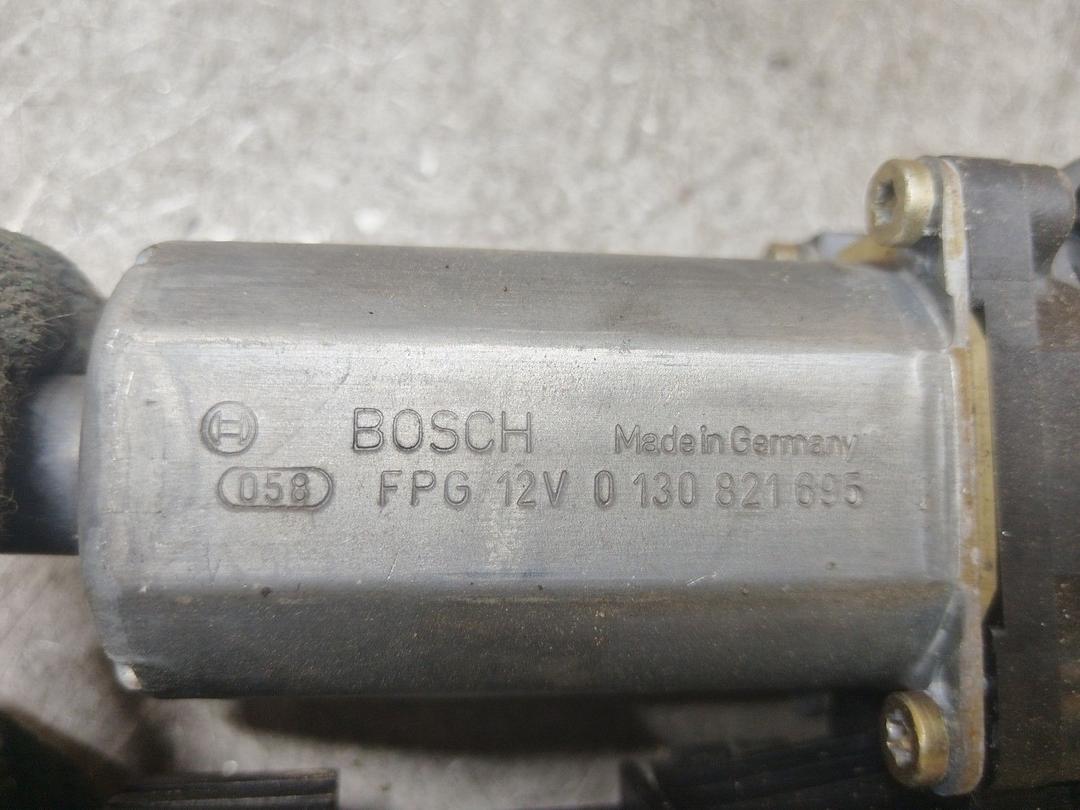 BOSCH Made in Germany
058 FPG 12V 0 130 821 695